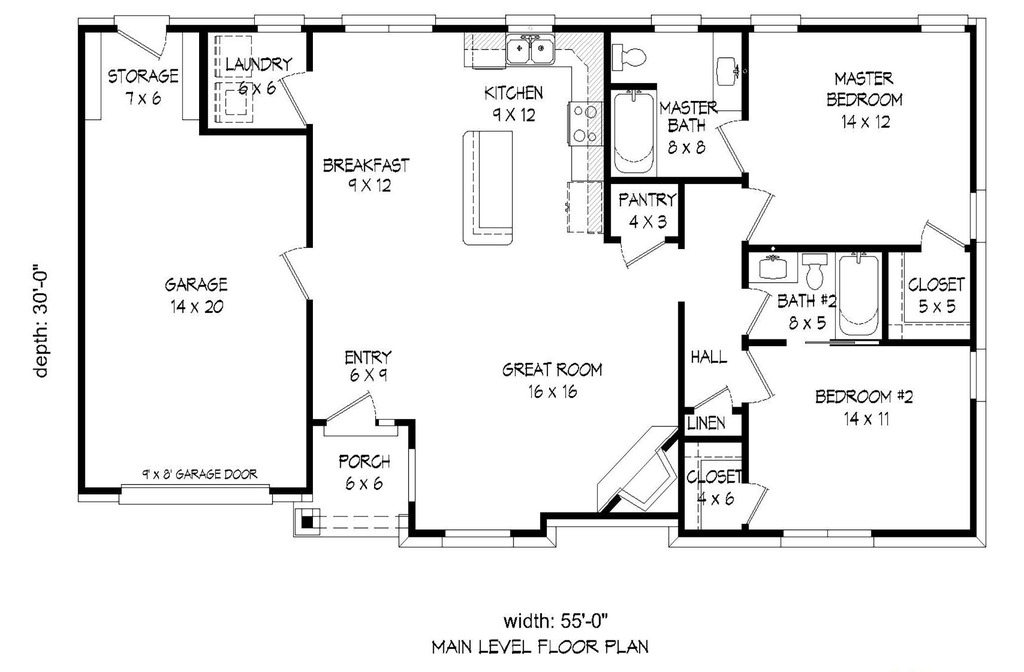 STORAGE
7 X 6
LAUNDRY
6 X 6
KITCHEN
9 X 12
MASTER
BATH
8 X 8
MASTER
BEDROOM
14 X 12
BREAKFAST
9 X 12
PANTRY
4 X 3
GARAGE
14 X 20
BATH #2
8 X 5
CLOSET
5 X 5
ENTRY
6 X 9
GREAT ROOM
16 X 16
HALL
BEDROOM #2
14 X 11
LINEN
PORCH
6 X 6
CLOSET
4 X 6
9' X 8' GARAGE DOOR
depth: 30'-0"
width: 55'-0"
MAIN LEVEL FLOOR PLAN